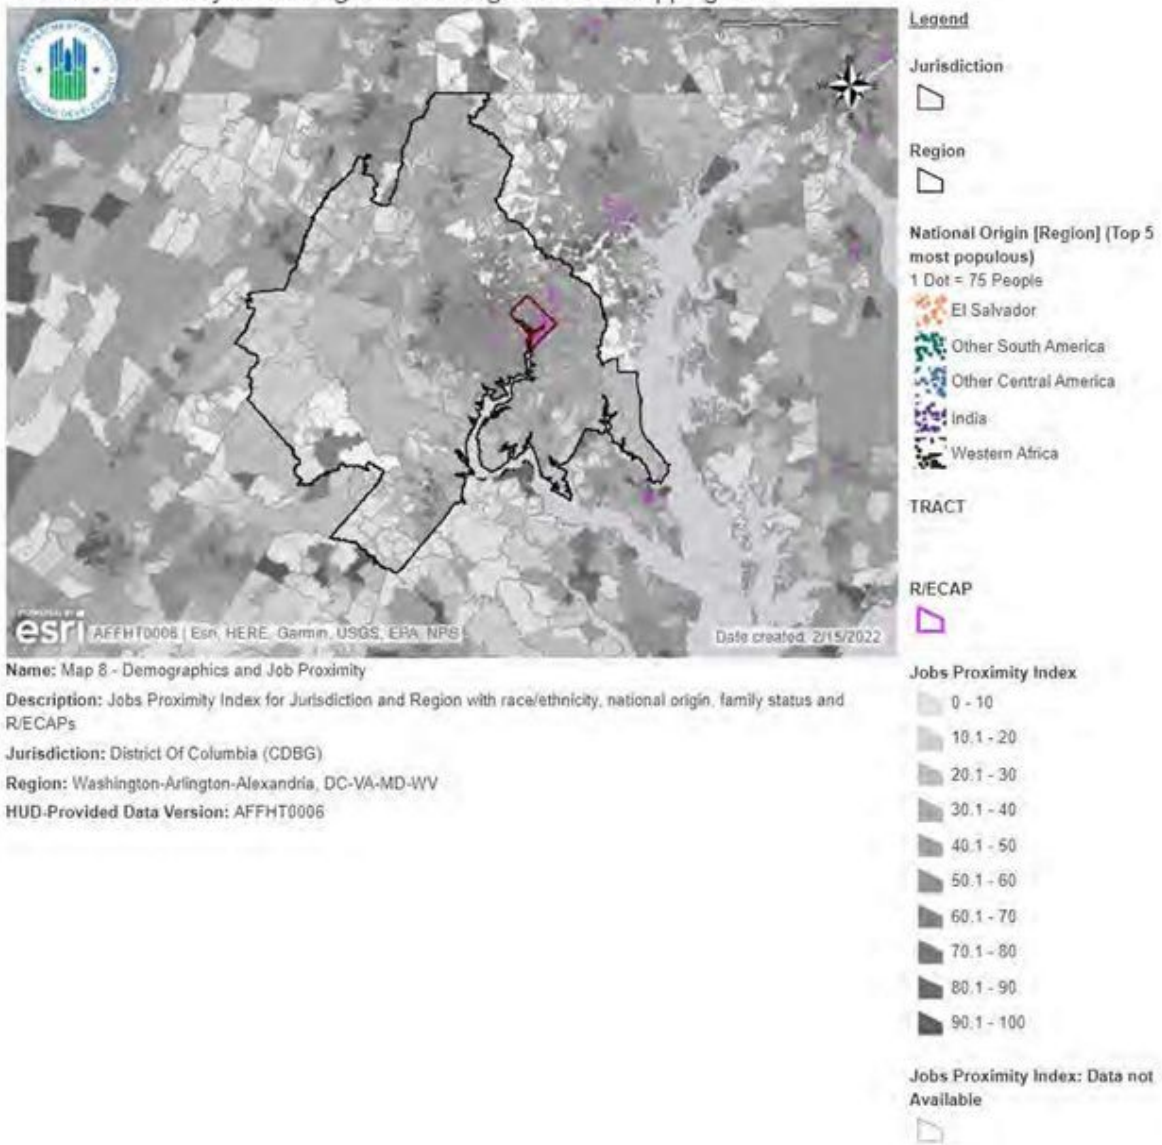 Legend
Jurisdiction
Region
National Origin [Region] (Top 5
most populous)
1 Dot = 75 People
El Salvador
Other South America
Other Central America
India
Western Africa
TRACT
R/ECAP
Jobs Proximity Index
0 - 10
10.1 - 20
20.1 - 30
30.1 - 40
40.1 - 50
50.1 - 60
60.1 - 70
70.1 - 80
80.1 - 90
90.1 - 100
Jobs Proximity Index: Data not
Available
POWERED BY
esri
AFFHT0006 | Esri, HERE, Garmin, USGS, EPA, NPS
Date created: 2/15/2022
Name: Map 8 - Demographics and Job Proximity
Description: Jobs Proximity Index for Jurisdiction and Region with race/ethnicity, national origin, family status and
R/ECAPs
Jurisdiction: District Of Columbia (CDBG)
Region: Washington-Arlington-Alexandria, DC-VA-MD-WV
HUD-Provided Data Version: AFFHT0006